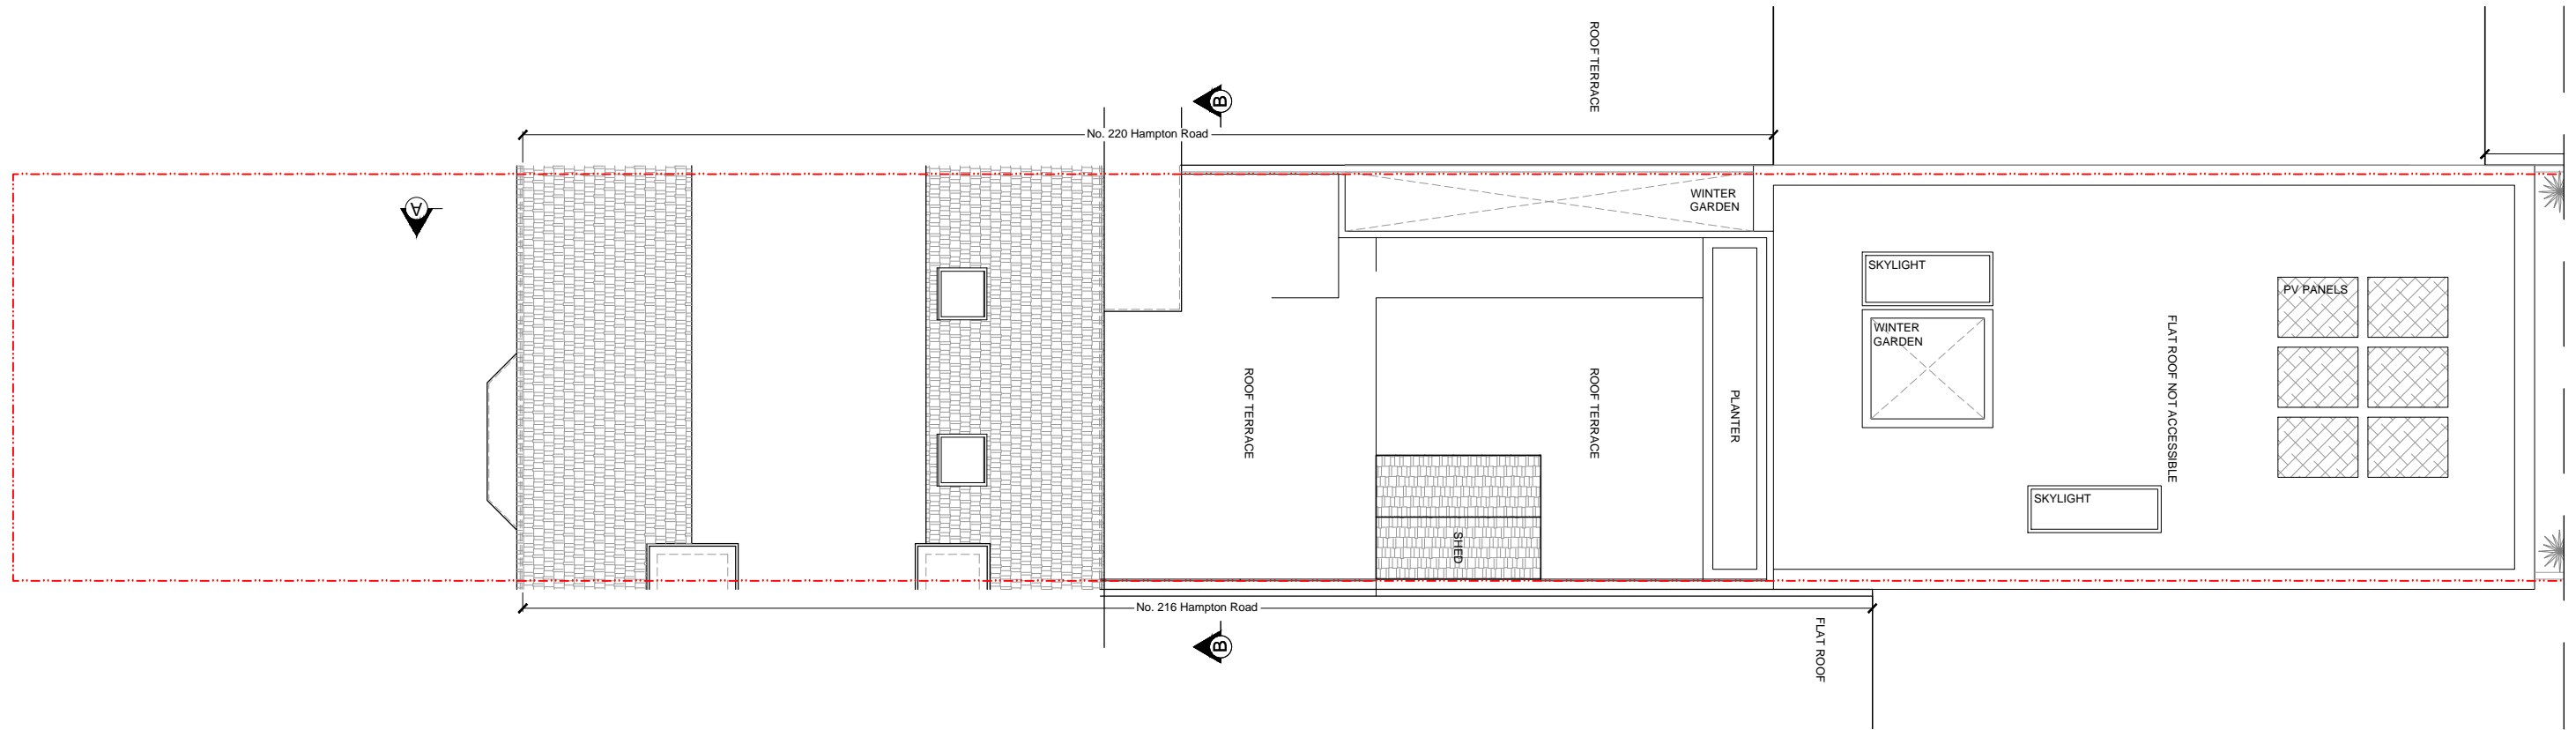 ROOF TERRACE
B
No. 220 Hampton Road
A
WINTER
GARDEN
SKYLIGHT
PV PANELS
WINTER
GARDEN
FLAT ROOF NOT ACCESSIBLE
ROOF TERRACE
ROOF TERRACE
PLANTER
SKYLIGHT
SHED
No. 216 Hampton Road
B
FLAT ROOF